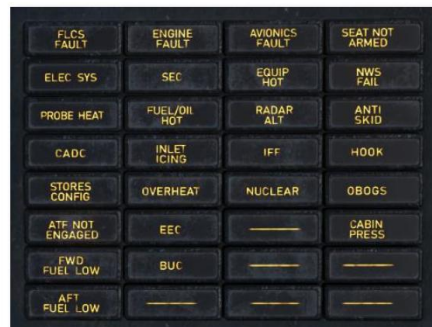 FLCS FAULT
ENGINE FAULT
AVIONICS FAULT
SEAT NOT ARMED
ELEC SYS
SEC
EQUIP HOT
NWS FAIL
PROBE HEAT
FUEL/OIL HOT
RADAR ALT
ANTI SKID
CADC
INLET ICING
IFF
HOOK
STORES CONFIG
OVERHEAT
NUCLEAR
OBOGS
ATF NOT ENGAGED
EEC
CABIN PRESS
FWD FUEL LOW
BUC
AFT FUEL LOW